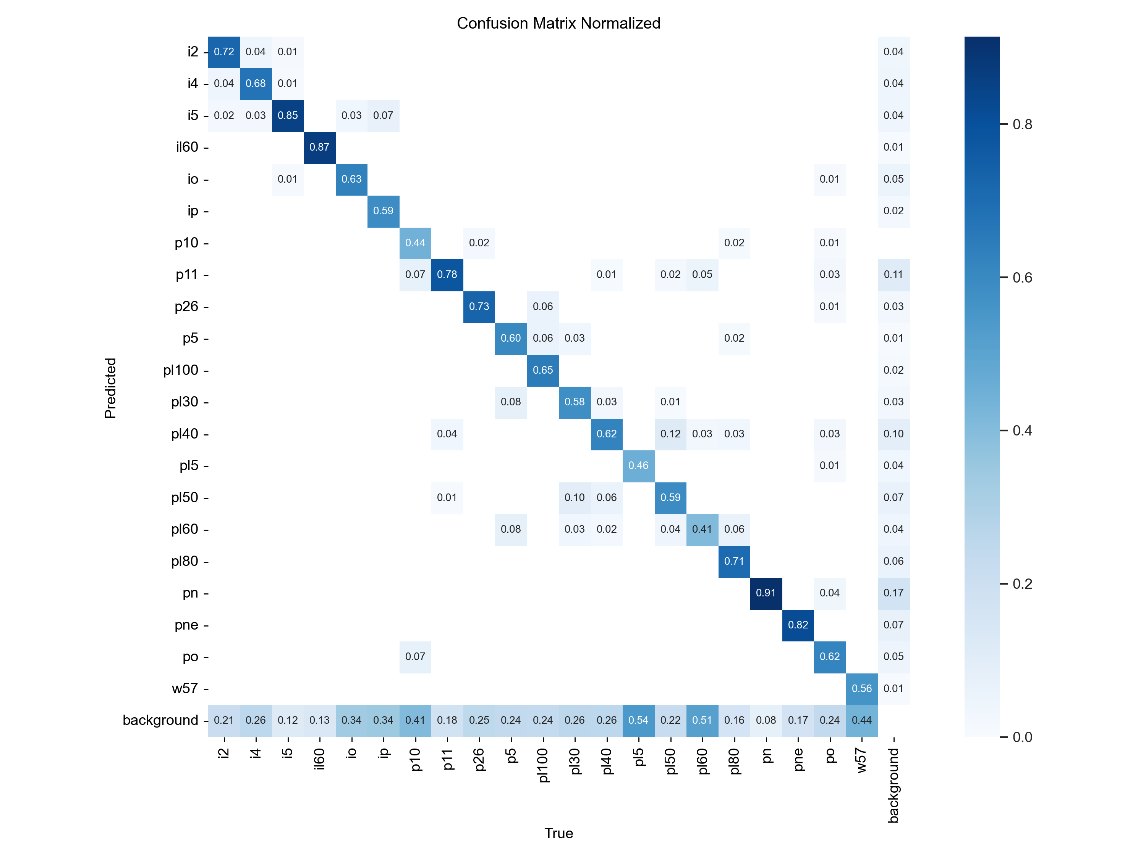 Confusion Matrix Normalized
i2 0.72 0.04 0.01 0.04
i4 0.04 0.68 0.01 0.04
i5 0.02 0.03 0.85 0.03 0.07 0.04
il60 0.87 0.01
io 0.01 0.63 0.01 0.05
ip 0.59 0.02
p10 0.44 0.02 0.02 0.01
p11 0.07 0.78 0.01 0.02 0.05 0.03 0.11
p26 0.73 0.06 0.01 0.03
p5 0.60 0.06 0.03 0.02 0.01
pl100 0.65 0.02
pl30 0.08 0.58 0.03 0.01 0.03
pl40 0.04 0.62 0.12 0.03 0.03 0.03 0.10
pl5 0.46 0.01 0.04
pl50 0.01 0.10 0.06 0.59 0.07
pl60 0.08 0.03 0.02 0.04 0.41 0.06 0.04
pl80 0.71 0.06
pn 0.91 0.04 0.17
pne 0.82 0.07
po 0.07 0.62 0.05
w57 0.56 0.01
background 0.21 0.26 0.12 0.13 0.34 0.34 0.41 0.18 0.25 0.24 0.24 0.26 0.26 0.54 0.22 0.51 0.16 0.08 0.17 0.24 0.44
i2 i4 i5 il60 io ip p10 p11 p26 p5 pl100 pl30 pl40 pl5 pl50 pl60 pl80 pn pne po w57 background
True
Predicted
0.8
0.6
0.4
0.2
0.0